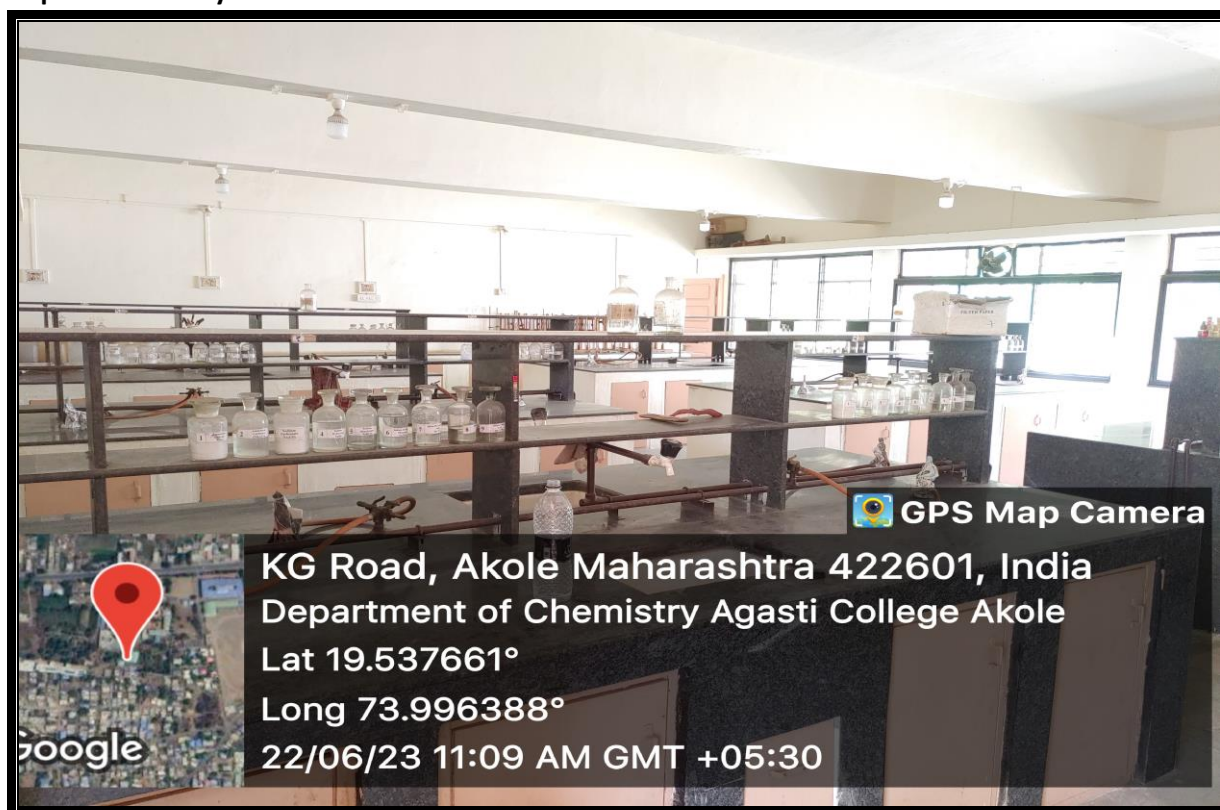 GPS Map Camera
KG Road, Akole Maharashtra 422601, India
Department of Chemistry Agasti College Akole
Lat 19.537661°
Long 73.996388°
22/06/23 11:09 AM GMT +05:30
Google